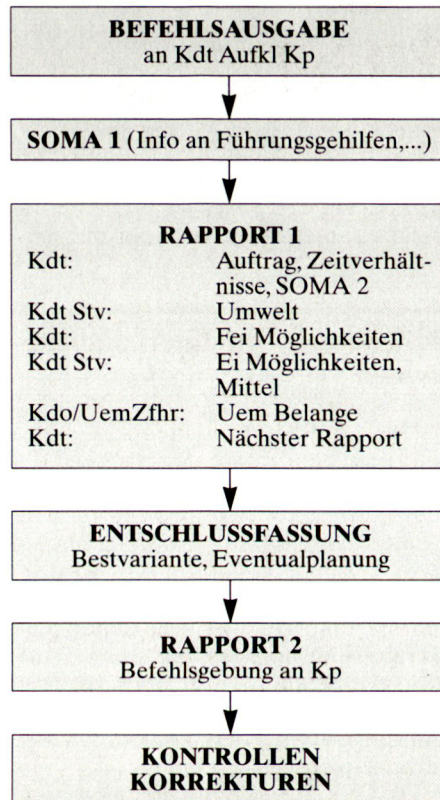 BEFEHLSAUSGABE
an Kdt Aufkl Kp
SOMA 1 (Info an Führungsgehilfen,...)
RAPPORT 1
Kdt: Auftrag, Zeitverhält-
nisse, SOMA 2
Kdt Stv: Umwelt
Kdt: Fei Möglichkeiten
Kdt Stv: Ei Möglichkeiten,
Mittel
Kdo/UemZfhr: Uem Belange
Kdt: Nächster Rapport
ENTSCHLUSSFASSUNG
Bestvariante, Eventualplanung
RAPPORT 2
Befehlsgebung an Kp
KONTROLLEN
KORREKTUREN